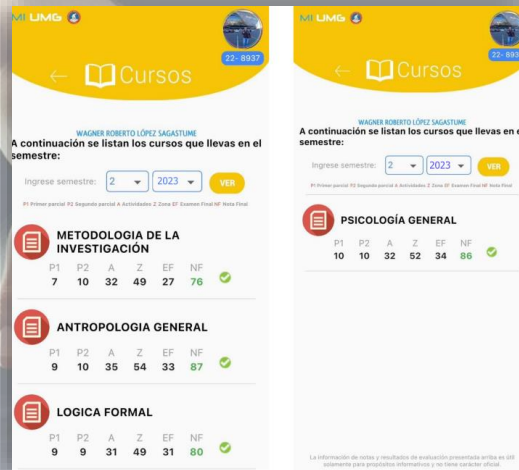 MI UMG
22- 8937
Cursos
WAGNER ROBERTO LÓPEZ SAGASTUME
A continuación se listan los cursos que llevas en el
semestre:
Ingrese semestre: 2 2023 VER
P1 Primer parcial P2 Segundo parcial A Actividades Z Zona EF Examen Final NF Nota Final
METODOLOGIA DE LA
INVESTIGACIÓN
P1 P2 A Z EF NF
7 10 32 49 27 76
ANTROPOLOGIA GENERAL
P1 P2 A Z EF NF
9 10 35 54 33 87
LOGICA FORMAL
P1 P2 A Z EF NF
9 9 31 49 31 80
MI UMG
22- 893
Cursos
WAGNER ROBERTO LÓPEZ SAGASTUME
A continuación se listan los cursos que llevas en e
semestre:
Ingrese semestre: 2 2023 VER
P1 Primer parcial P2 Segundo parcial A Actividades Z Zona EF Examen Final NF Nota Final
PSICOLOGÍA GENERAL
P1 P2 A Z EF NF
10 10 32 52 34 86
La información de notas y resultados de evaluación presentada arriba es útil
solamente para propósitos informativos y no tiene carácter oficial.